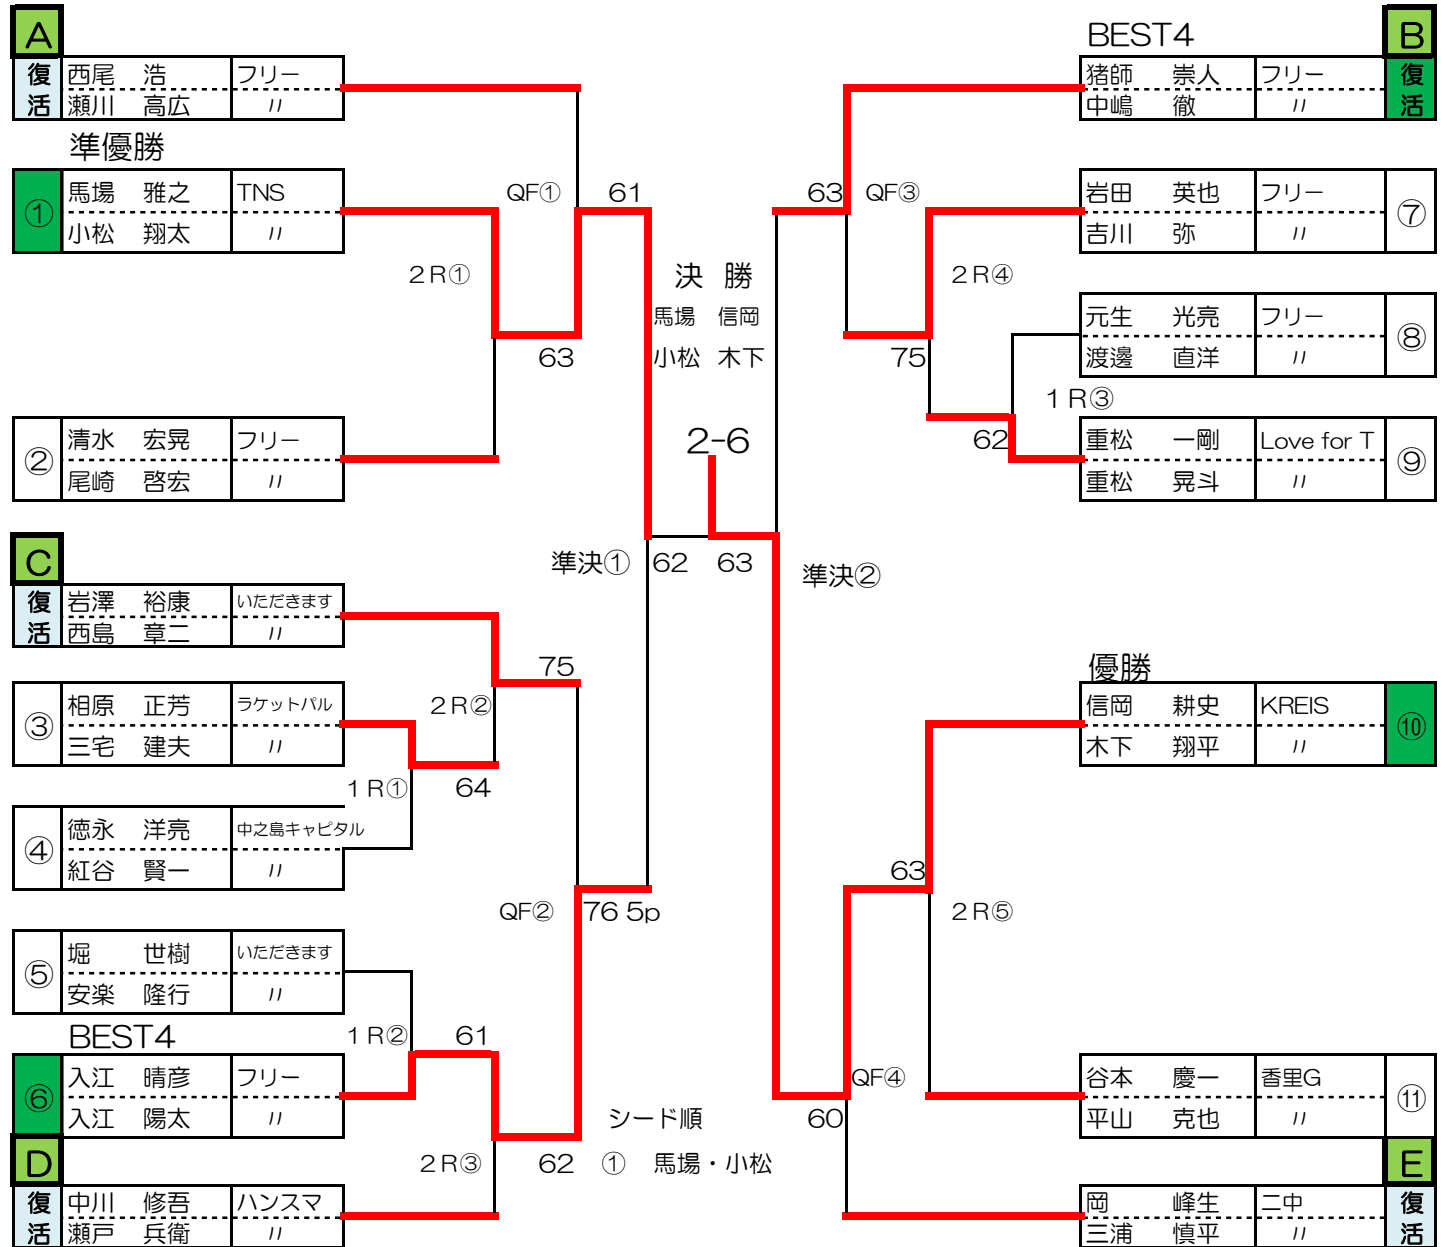 A
復活 西尾 浩 フリー
瀬川 高広 〃
準優勝
① 馬場 雅之 TNS
小松 翔太 〃
2R①
QF① 61
63
② 清水 宏晃 フリー
尾崎 啓宏 〃
C
復活 岩澤 裕康 いただきます
西島 章二 〃
75
③ 相原 正芳 ラケットパル
三宅 建夫 〃
2R②
1R① 64
④ 徳永 洋亮 中之島キャピタル
紅谷 賢一 〃
QF② 76 5p
⑤ 堀 世樹 いただきます
安楽 隆行 〃
BEST4
1R② 61
⑥ 入江 晴彦 フリー
入江 陽太 〃
D
2R③ 62
復活 中川 修吾 ハンスマ
瀬戸 兵衛 〃
決 勝
馬場 信岡
小松 木下
2-6
準決① 62 63 準決②
シード順
① 馬場・小松
BEST4
B
猪師 崇人 フリー 復活
中嶋 徹 〃
63 QF③
岩田 英也 フリー ⑦
吉川 弥 〃
2R④
75
元生 光亮 フリー ⑧
渡邊 直洋 〃
1R③
62
重松 一剛 Love for T ⑨
重松 晃斗 〃
優勝
信岡 耕史 KREIS ⑩
木下 翔平 〃
63
2R⑤
QF④
60
谷本 慶一 香里G ⑪
平山 克也 〃
E
岡 峰生 二中 復活
三浦 慎平 〃